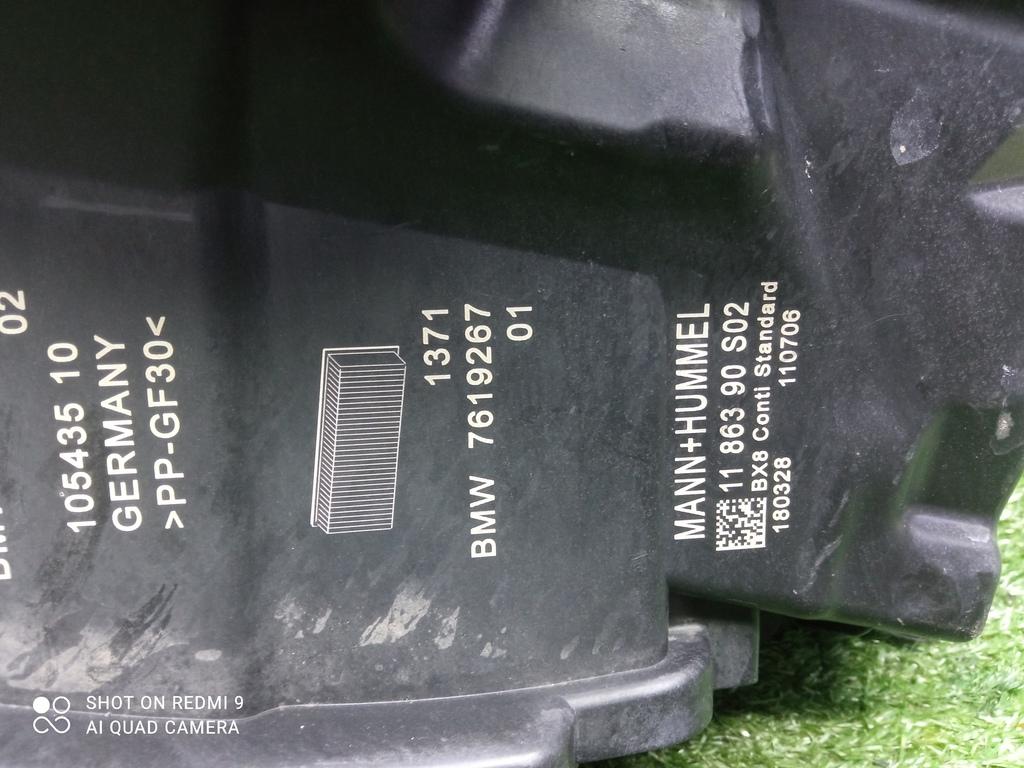 02
105435 10
GERMANY
>PP-GF30<
1371
BMW 7619267
01
MANN+HUMMEL
11 863 90 S02
BX8 Conti Standard
180328 110706
SHOT ON REDMI 9
AI QUAD CAMERA